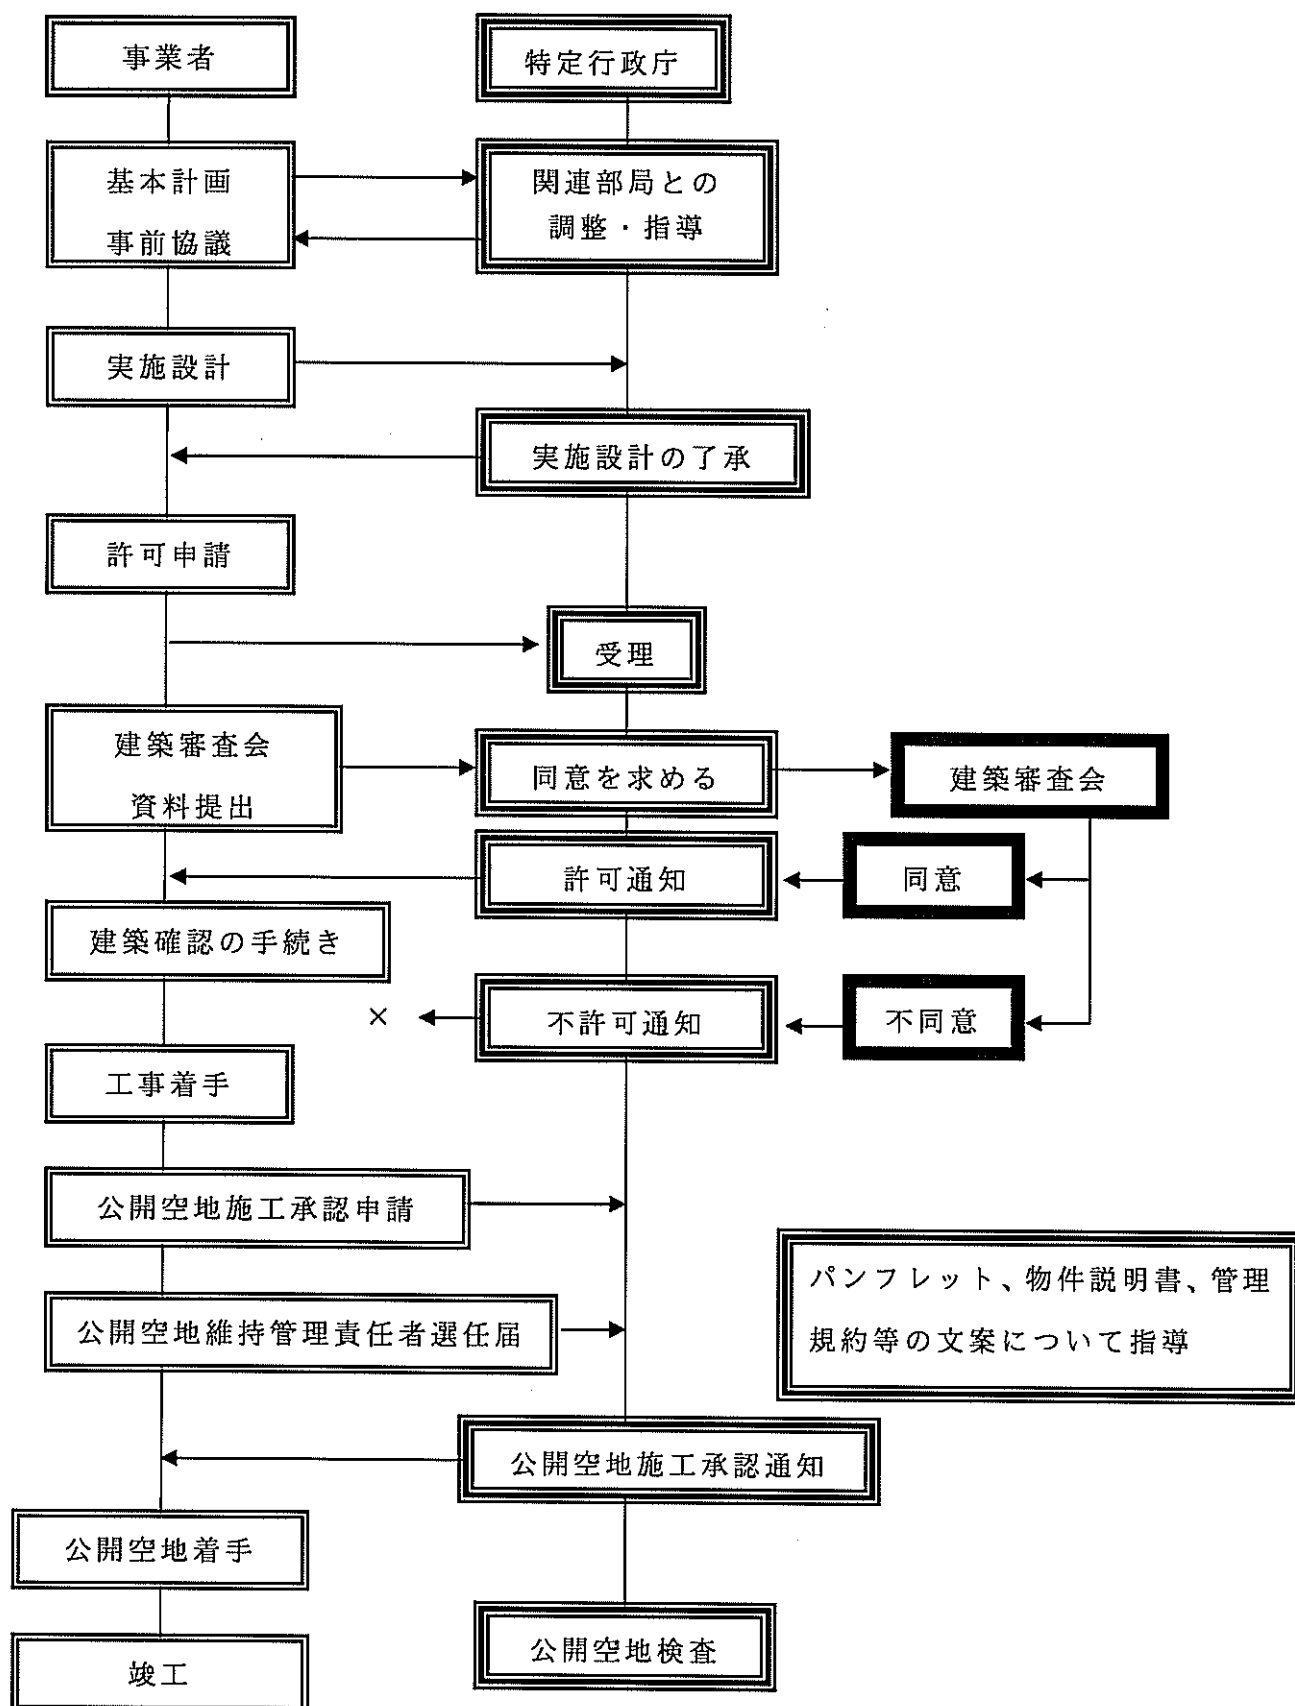 事業者
特定行政庁
基本計画
事前協議
関連部局との
調整・指導
実施設計
実施設計の了承
許可申請
受理
建築審査会
資料提出
同意を求める
建築審査会
許可通知
同意
建築確認の手続き
不許可通知
不同意
×
工事着手
公開空地施工承認申請
パンフレット、物件説明書、管理
規約等の文案について指導
公開空地維持管理責任者選任届
公開空地施工承認通知
公開空地着手
公開空地検査
竣工